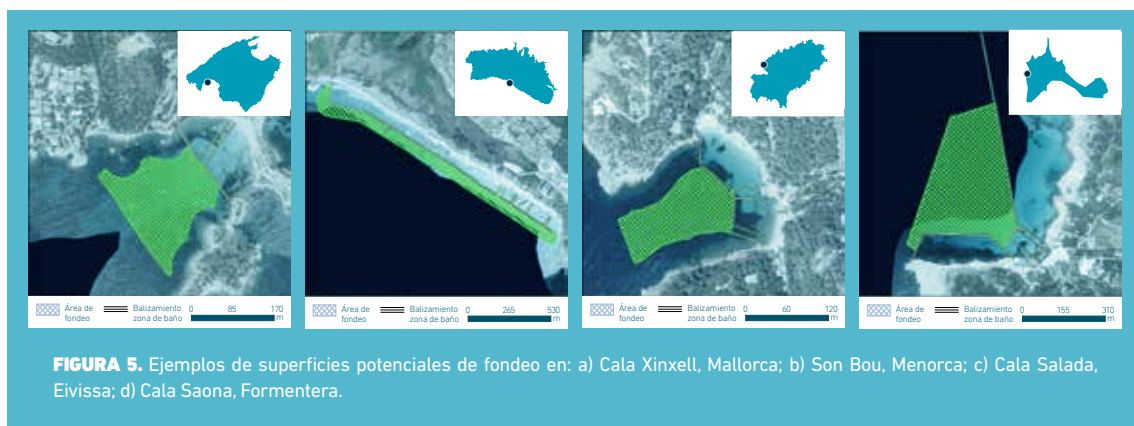 Área de fondeo
Balizamiento zona de baño
0 85 170
m
Área de fondeo
Balizamiento zona de baño
0 265 530
m
Área de fondeo
Balizamiento zona de baño
0 60 120
m
Área de fondeo
Balizamiento zona de baño
0 155 310
m
FIGURA 5. Ejemplos de superficies potenciales de fondeo en: a) Cala Xinxell, Mallorca; b) Son Bou, Menorca; c) Cala Salada,
Eivissa; d) Cala Saona, Formentera.